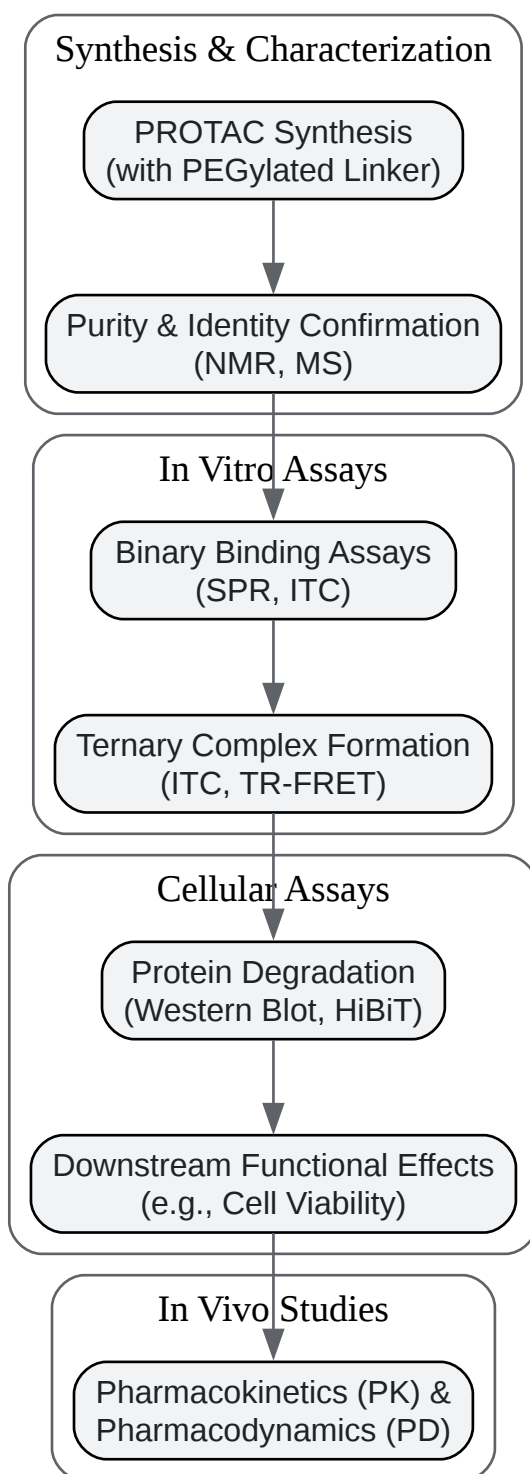 Synthesis & Characterization
PROTAC Synthesis
(with PEGylated Linker)
Purity & Identity Confirmation
(NMR, MS)
In Vitro Assays
Binary Binding Assays
(SPR, ITC)
Ternary Complex Formation
(ITC, TR-FRET)
Cellular Assays
Protein Degradation
(Western Blot, HiBiT)
Downstream Functional Effects
(e.g., Cell Viability)
In Vivo Studies
Pharmacokinetics (PK) &
Pharmacodynamics (PD)